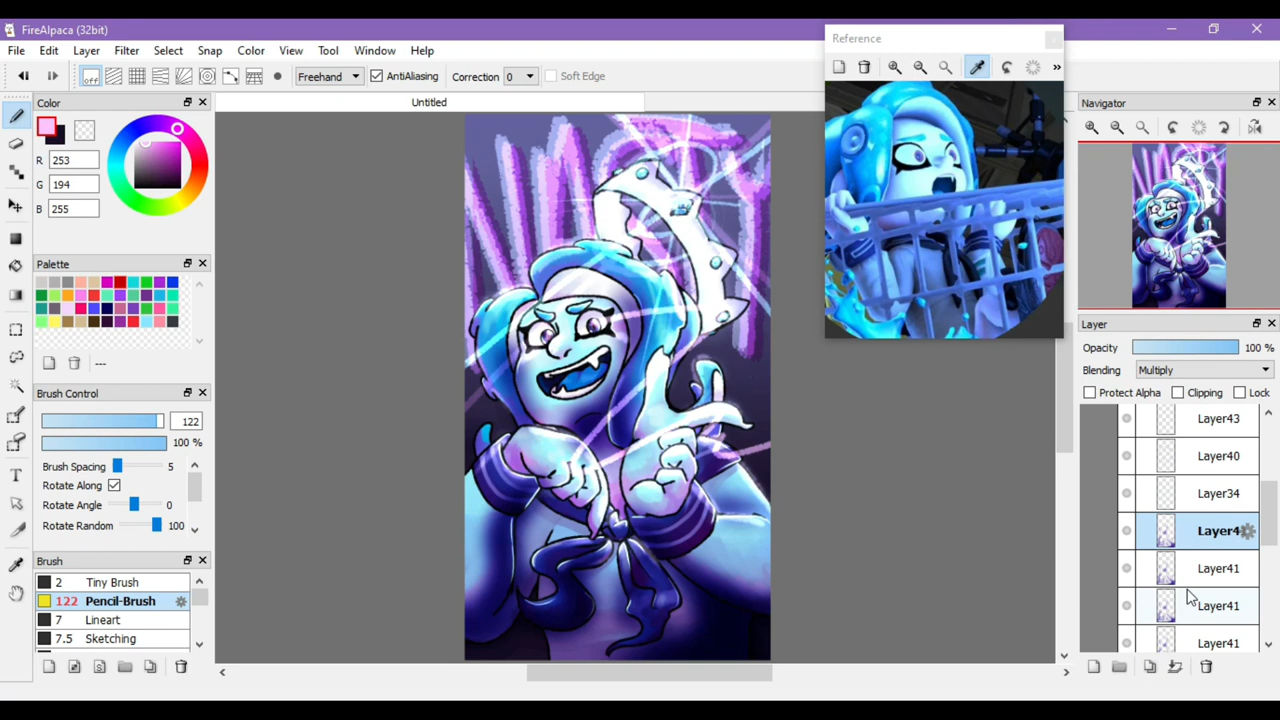 FireAlpaca (32bit)
File Edit Layer Filter Select Snap Color View Tool Window Help
off Freehand AntiAliasing Correction 0 Soft Edge
Untitled
Color
R 253
G 194
B 255
Palette
---
Brush Control
122
100 %
Brush Spacing 5
Rotate Along
Rotate Angle 0
Rotate Random 100
Brush
2 Tiny Brush
122 Pencil-Brush
7 Lineart
7.5 Sketching
Reference
»
Navigator
Layer
Opacity 100 %
Blending Multiply
Protect Alpha Clipping Lock
Layer43
Layer40
Layer34
Layer4
Layer41
Layer41
Layer41